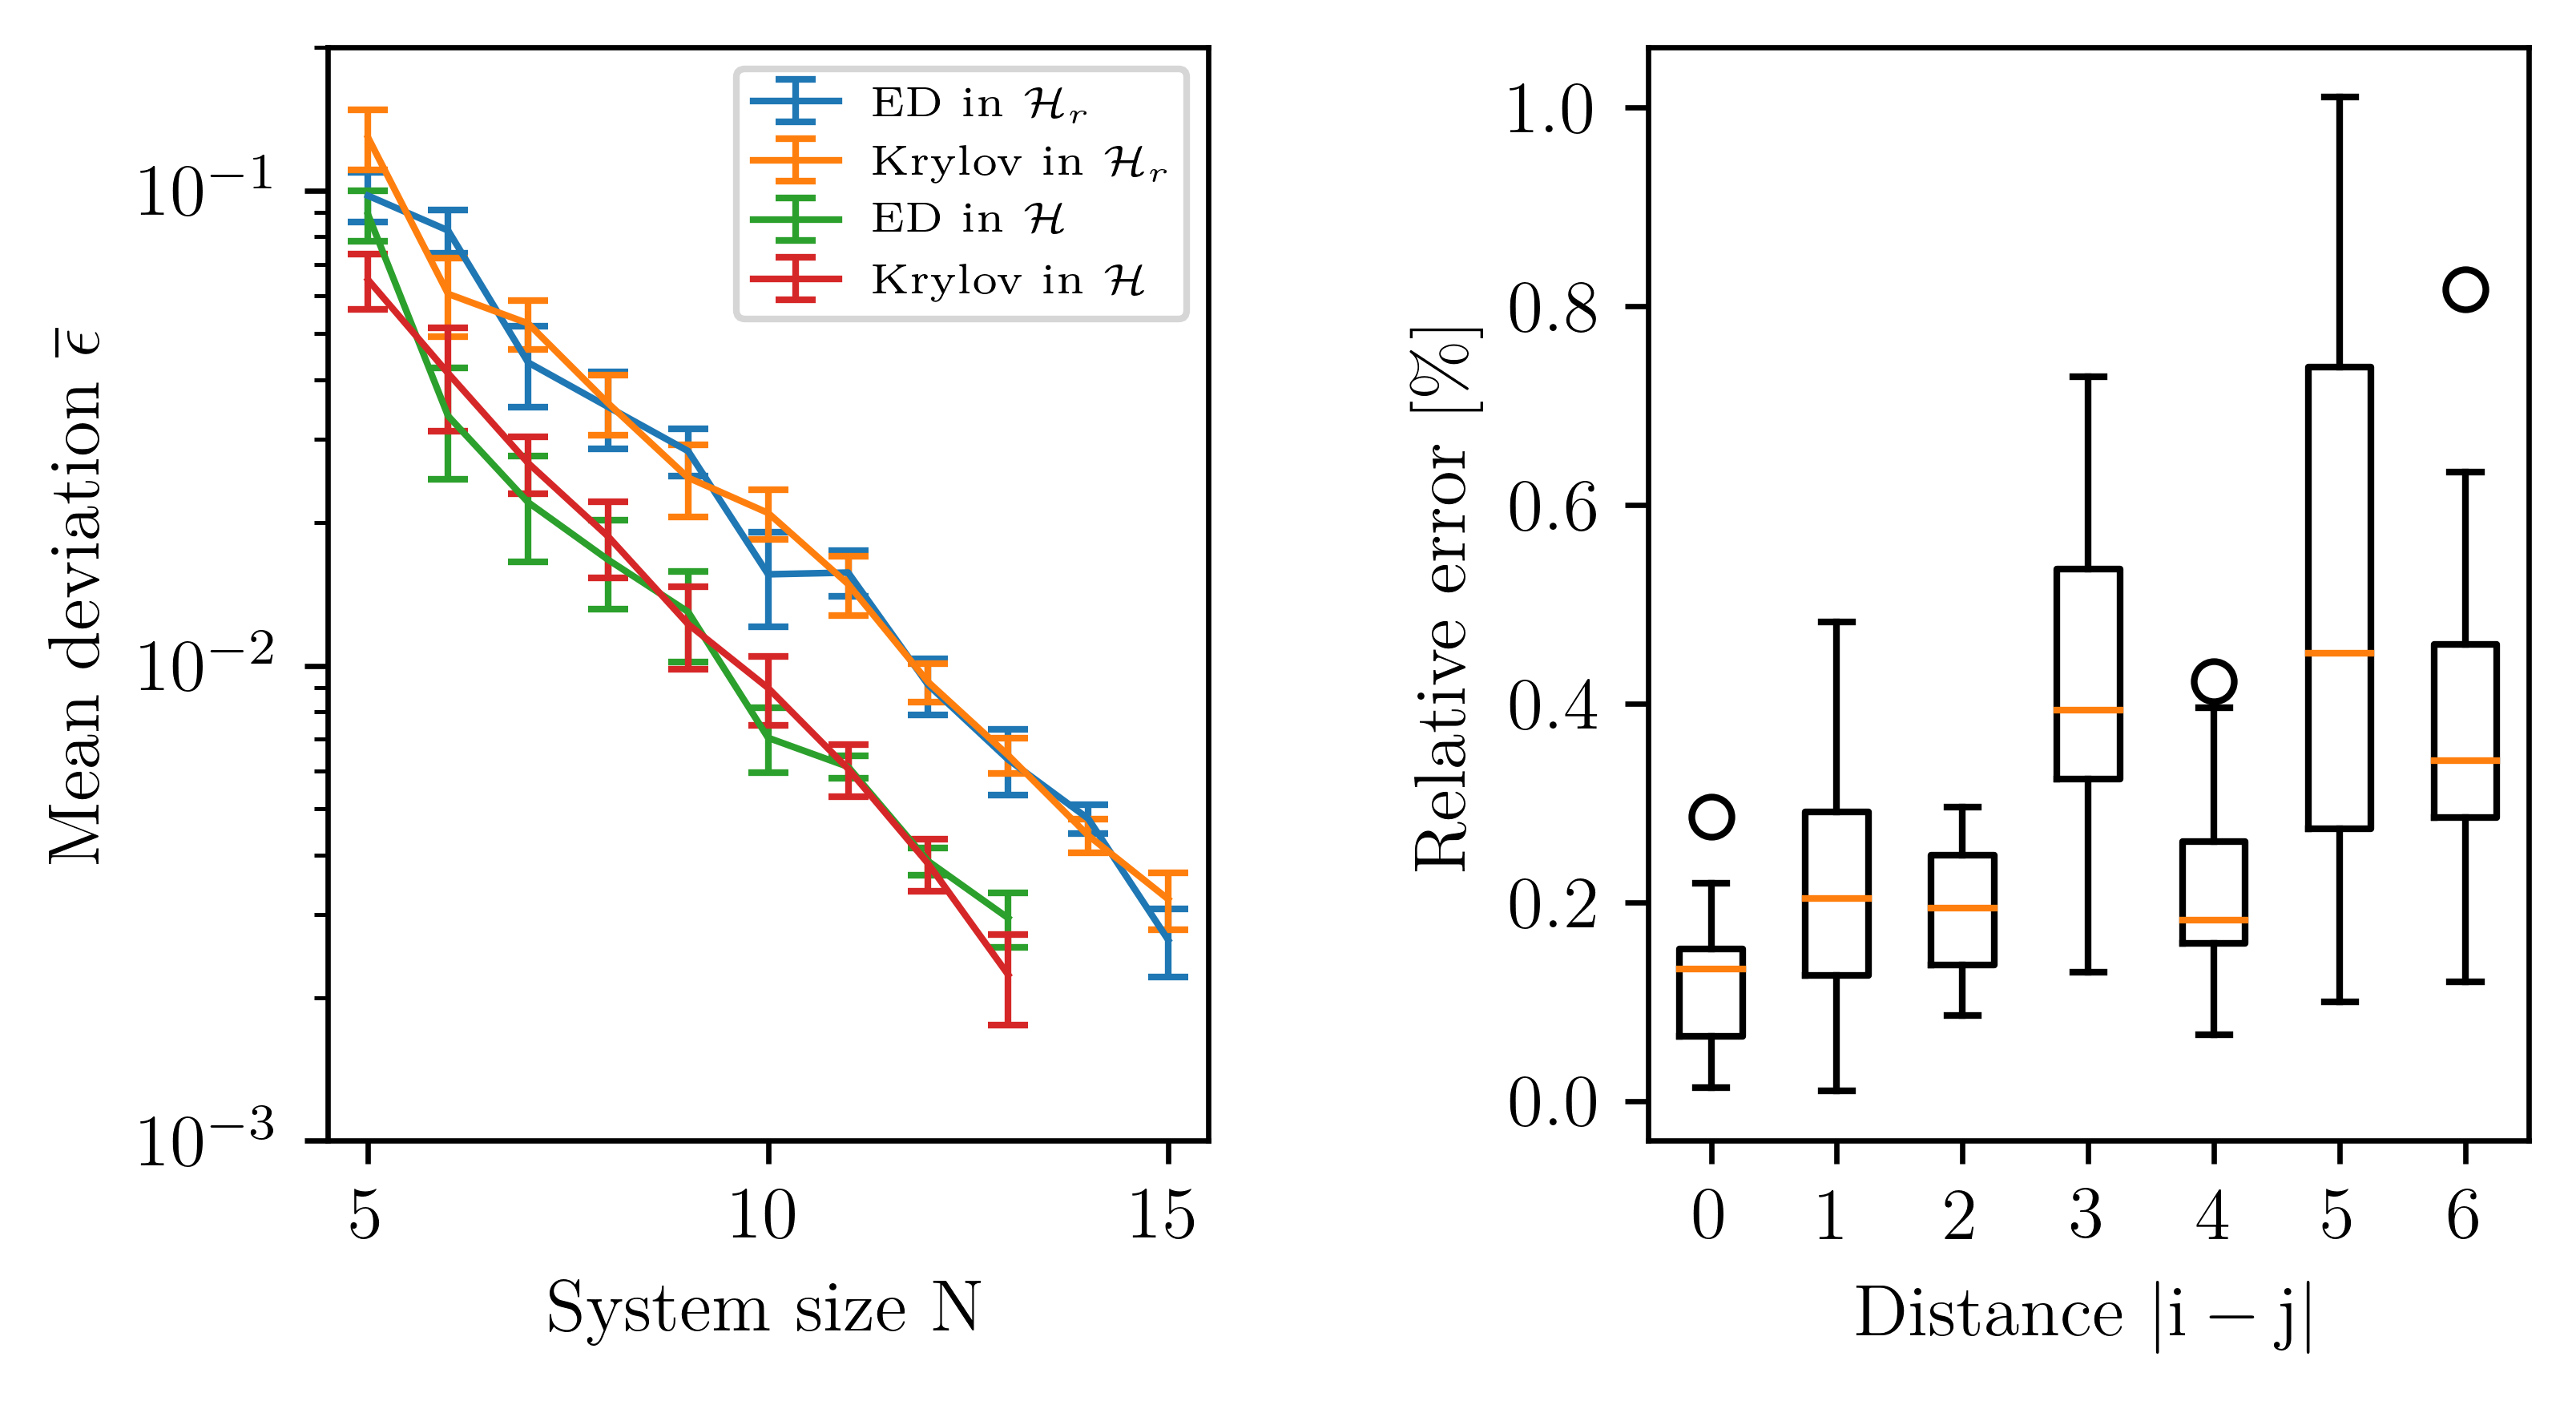 Mean deviation ϵ̅
10⁻¹
10⁻²
10⁻³
ED in ℋᵣ
Krylov in ℋᵣ
ED in ℋ
Krylov in ℋ
5 10 15
System size N
Relative error [%]
1.0
0.8
0.6
0.4
0.2
0.0
0 1 2 3 4 5 6
Distance |i − j|